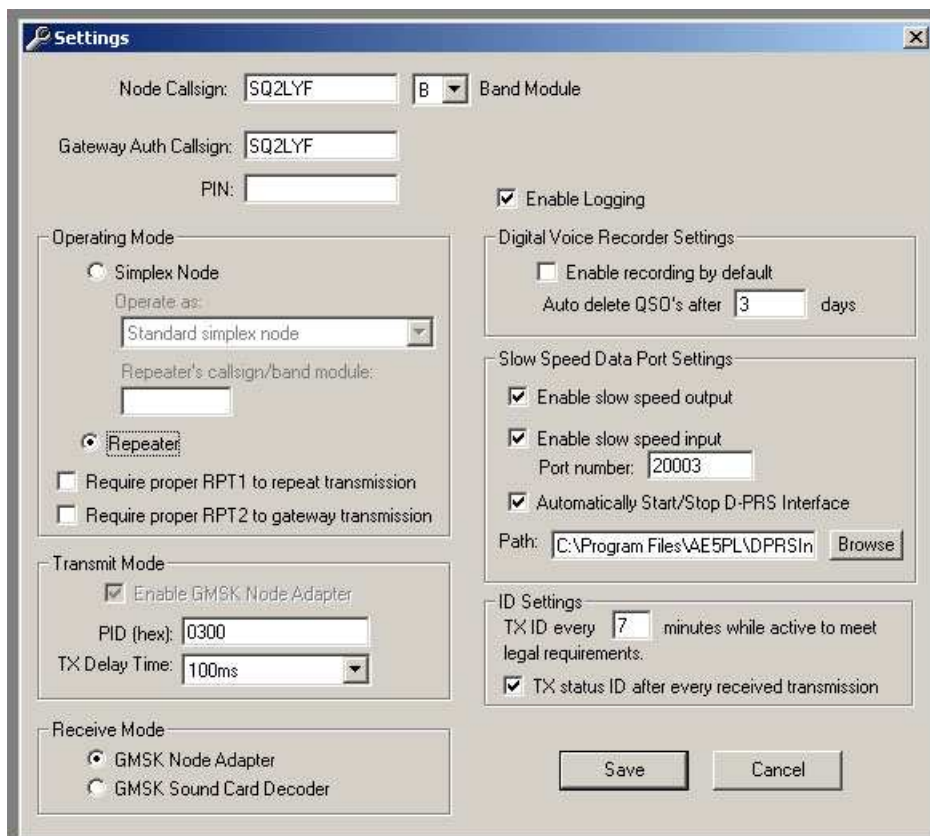 Settings
Node Callsign: SQ2LYF B Band Module
Gateway Auth Callsign: SQ2LYF
PIN:
Enable Logging
Operating Mode
Simplex Node
Operate as:
Standard simplex node
Repeater's callsign/band module:
Repeater
Require proper RPT1 to repeat transmission
Require proper RPT2 to gateway transmission
Transmit Mode
Enable GMSK Node Adapter
PID (hex): 0300
TX Delay Time: 100ms
Receive Mode
GMSK Node Adapter
GMSK Sound Card Decoder
Digital Voice Recorder Settings
Enable recording by default
Auto delete QSO's after 3 days
Slow Speed Data Port Settings
Enable slow speed output
Enable slow speed input
Port number: 20003
Automatically Start/Stop D-PRS Interface
Path: C:\Program Files\AE5PL\DPRSIn Browse
ID Settings
TX ID every 7 minutes while active to meet
legal requirements.
TX status ID after every received transmission
Save Cancel